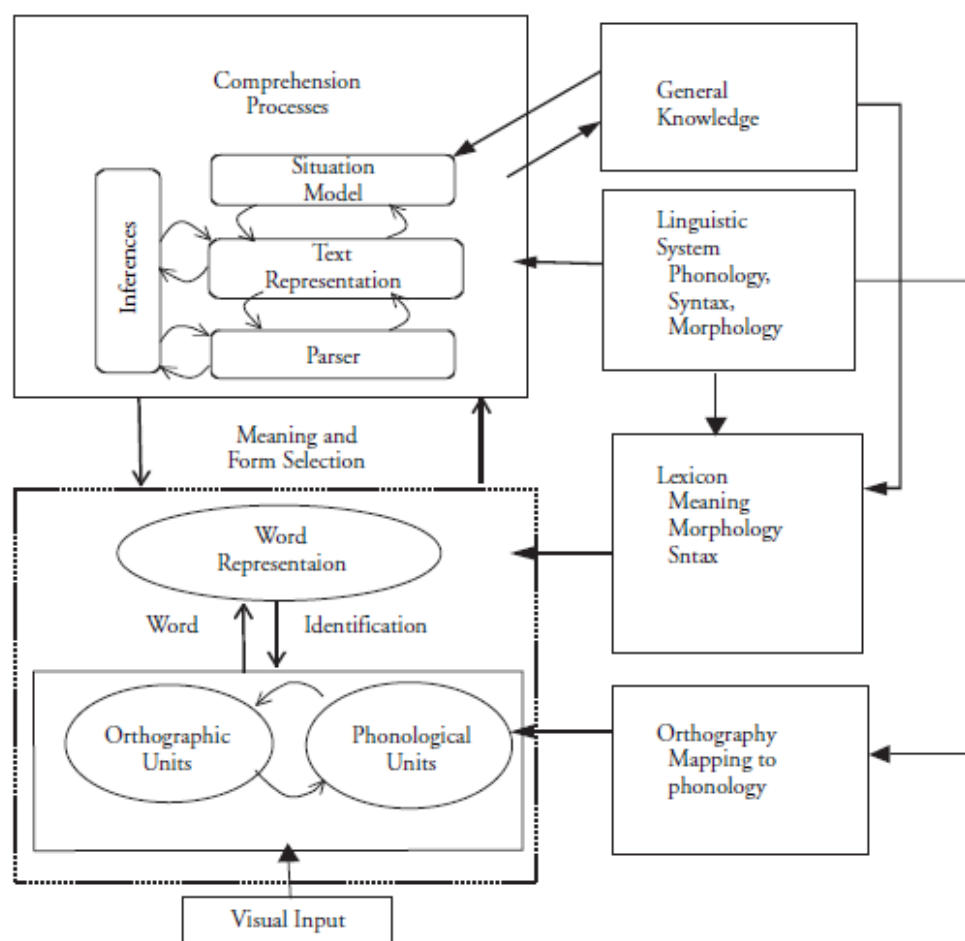 Comprehension
Processes
Situation
Model
Text
Representation
Parser
Inferences
General
Knowledge
Linguistic
System
Phonology,
Syntax,
Morphology
Meaning and
Form Selection
Lexicon
Meaning
Morphology
Sntax
Word
Representaion
Word
Identification
Orthographic
Units
Phonological
Units
Orthography
Mapping to
phonology
Visual Input